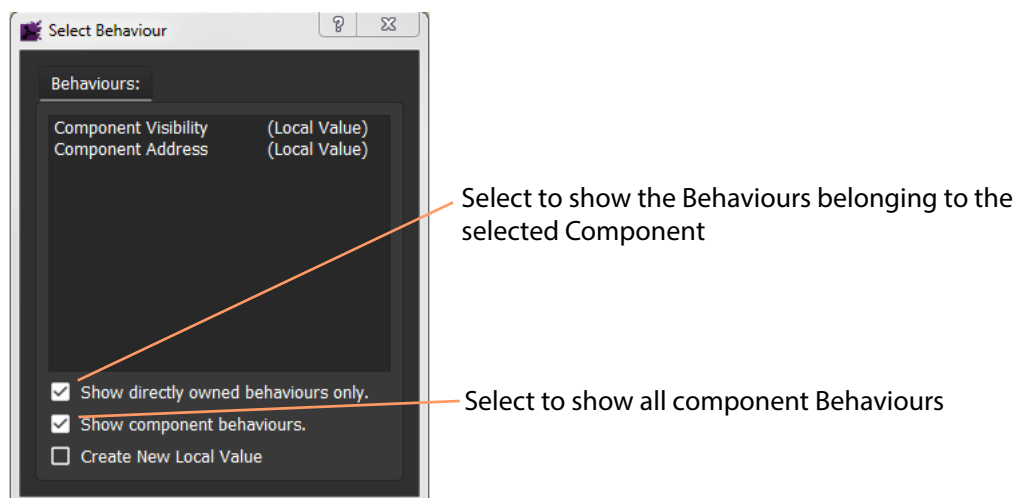 Select Behaviour
Behaviours:
Component Visibility (Local Value)
Component Address (Local Value)
Select to show the Behaviours belonging to the
selected Component
Show directly owned behaviours only.
Select to show all component Behaviours
Show component behaviours.
Create New Local Value